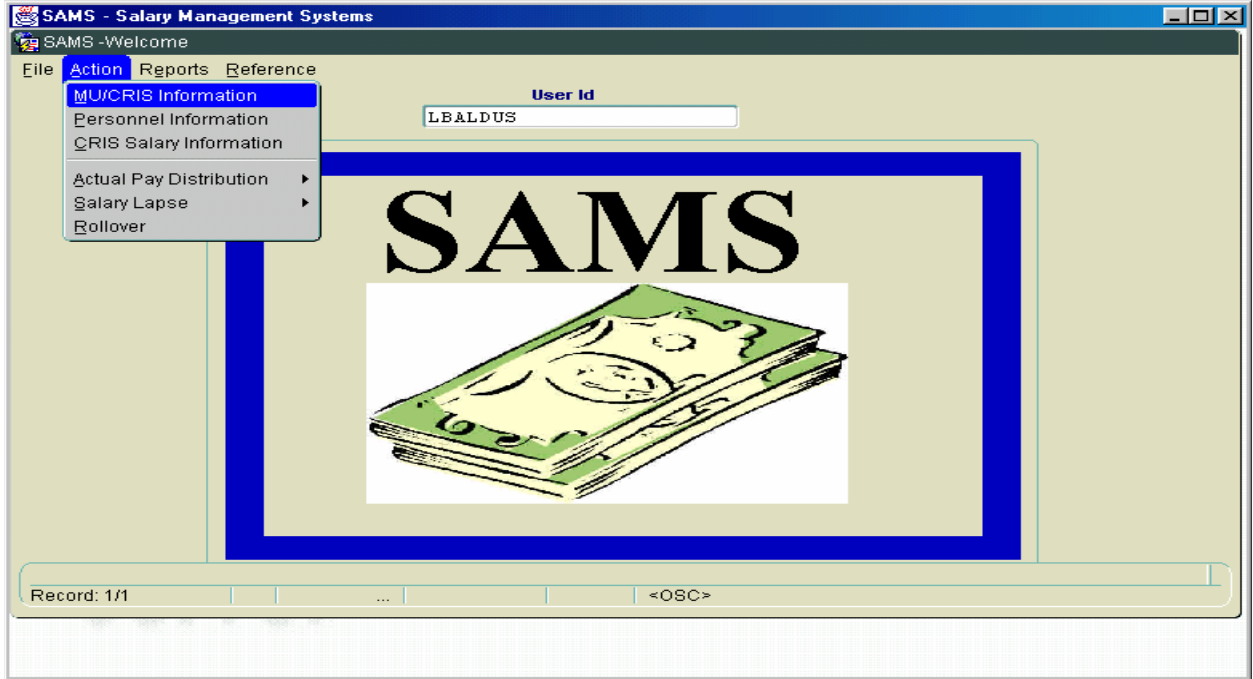 SAMS - Salary Management Systems
SAMS -Welcome
File Action Reports Reference
MU/CRIS Information
Personnel Information
CRIS Salary Information
Actual Pay Distribution
Salary Lapse
Rollover
User Id
LBALDUS
SAMS
Record: 1/1 ... <OSC>